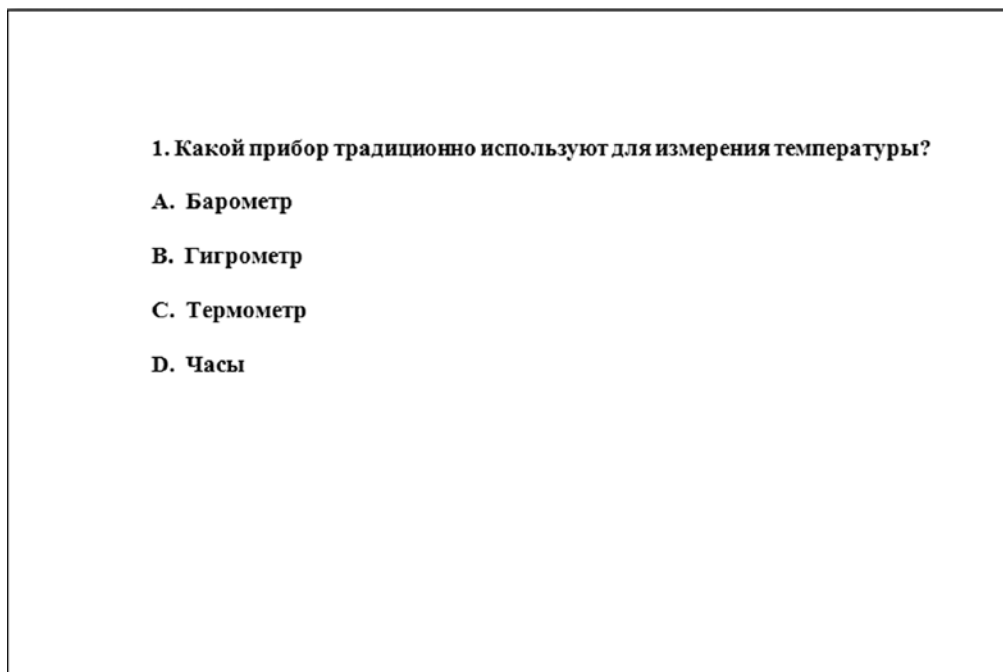 1. Какой прибор традиционно используют для измерения температуры?
A. Барометр
B. Гигрометр
C. Термометр
D. Часы